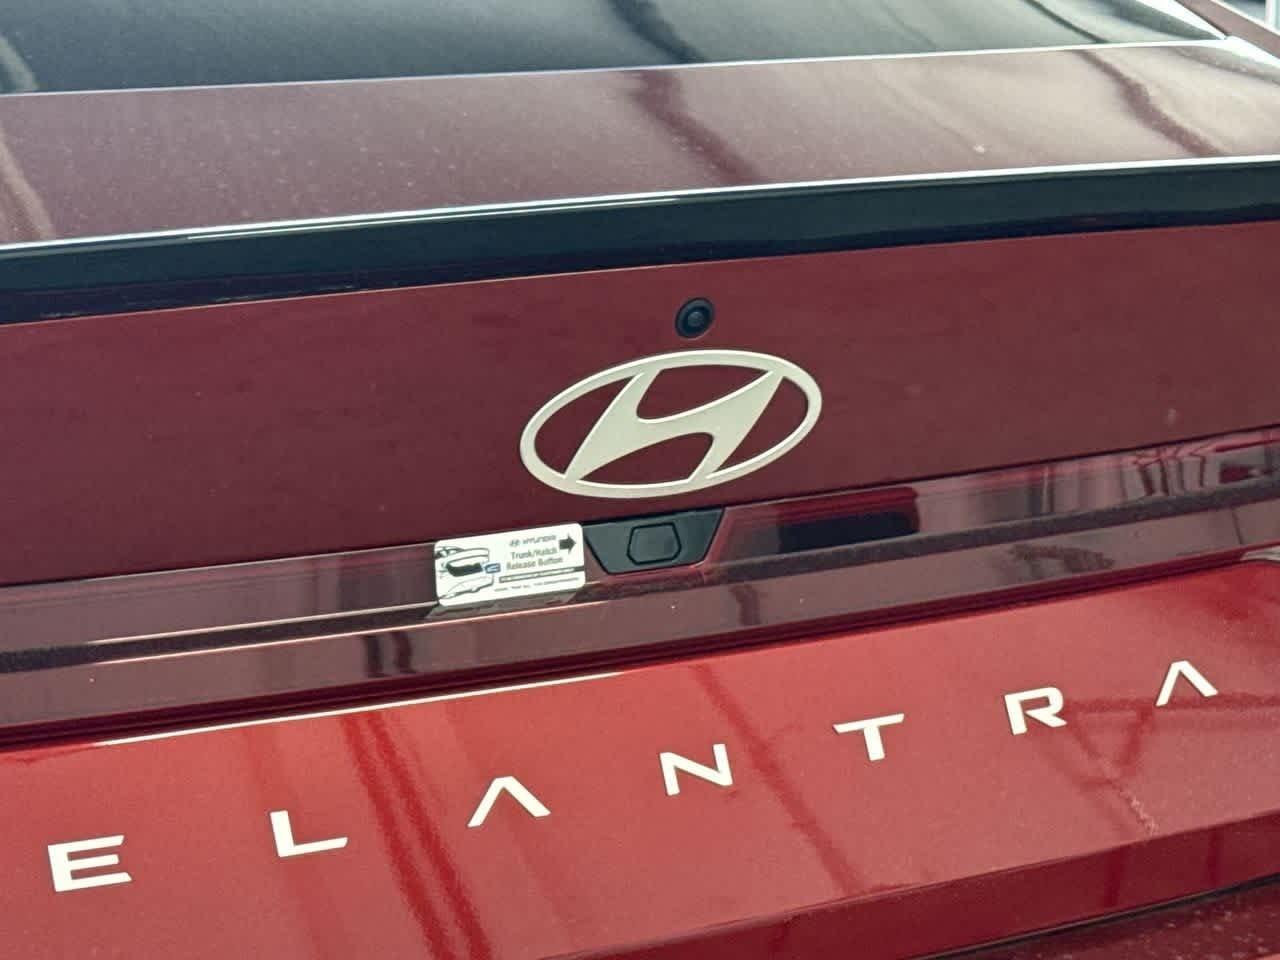 HYUNDAI
Trunk/Hatch
Release Button
ELANTRA